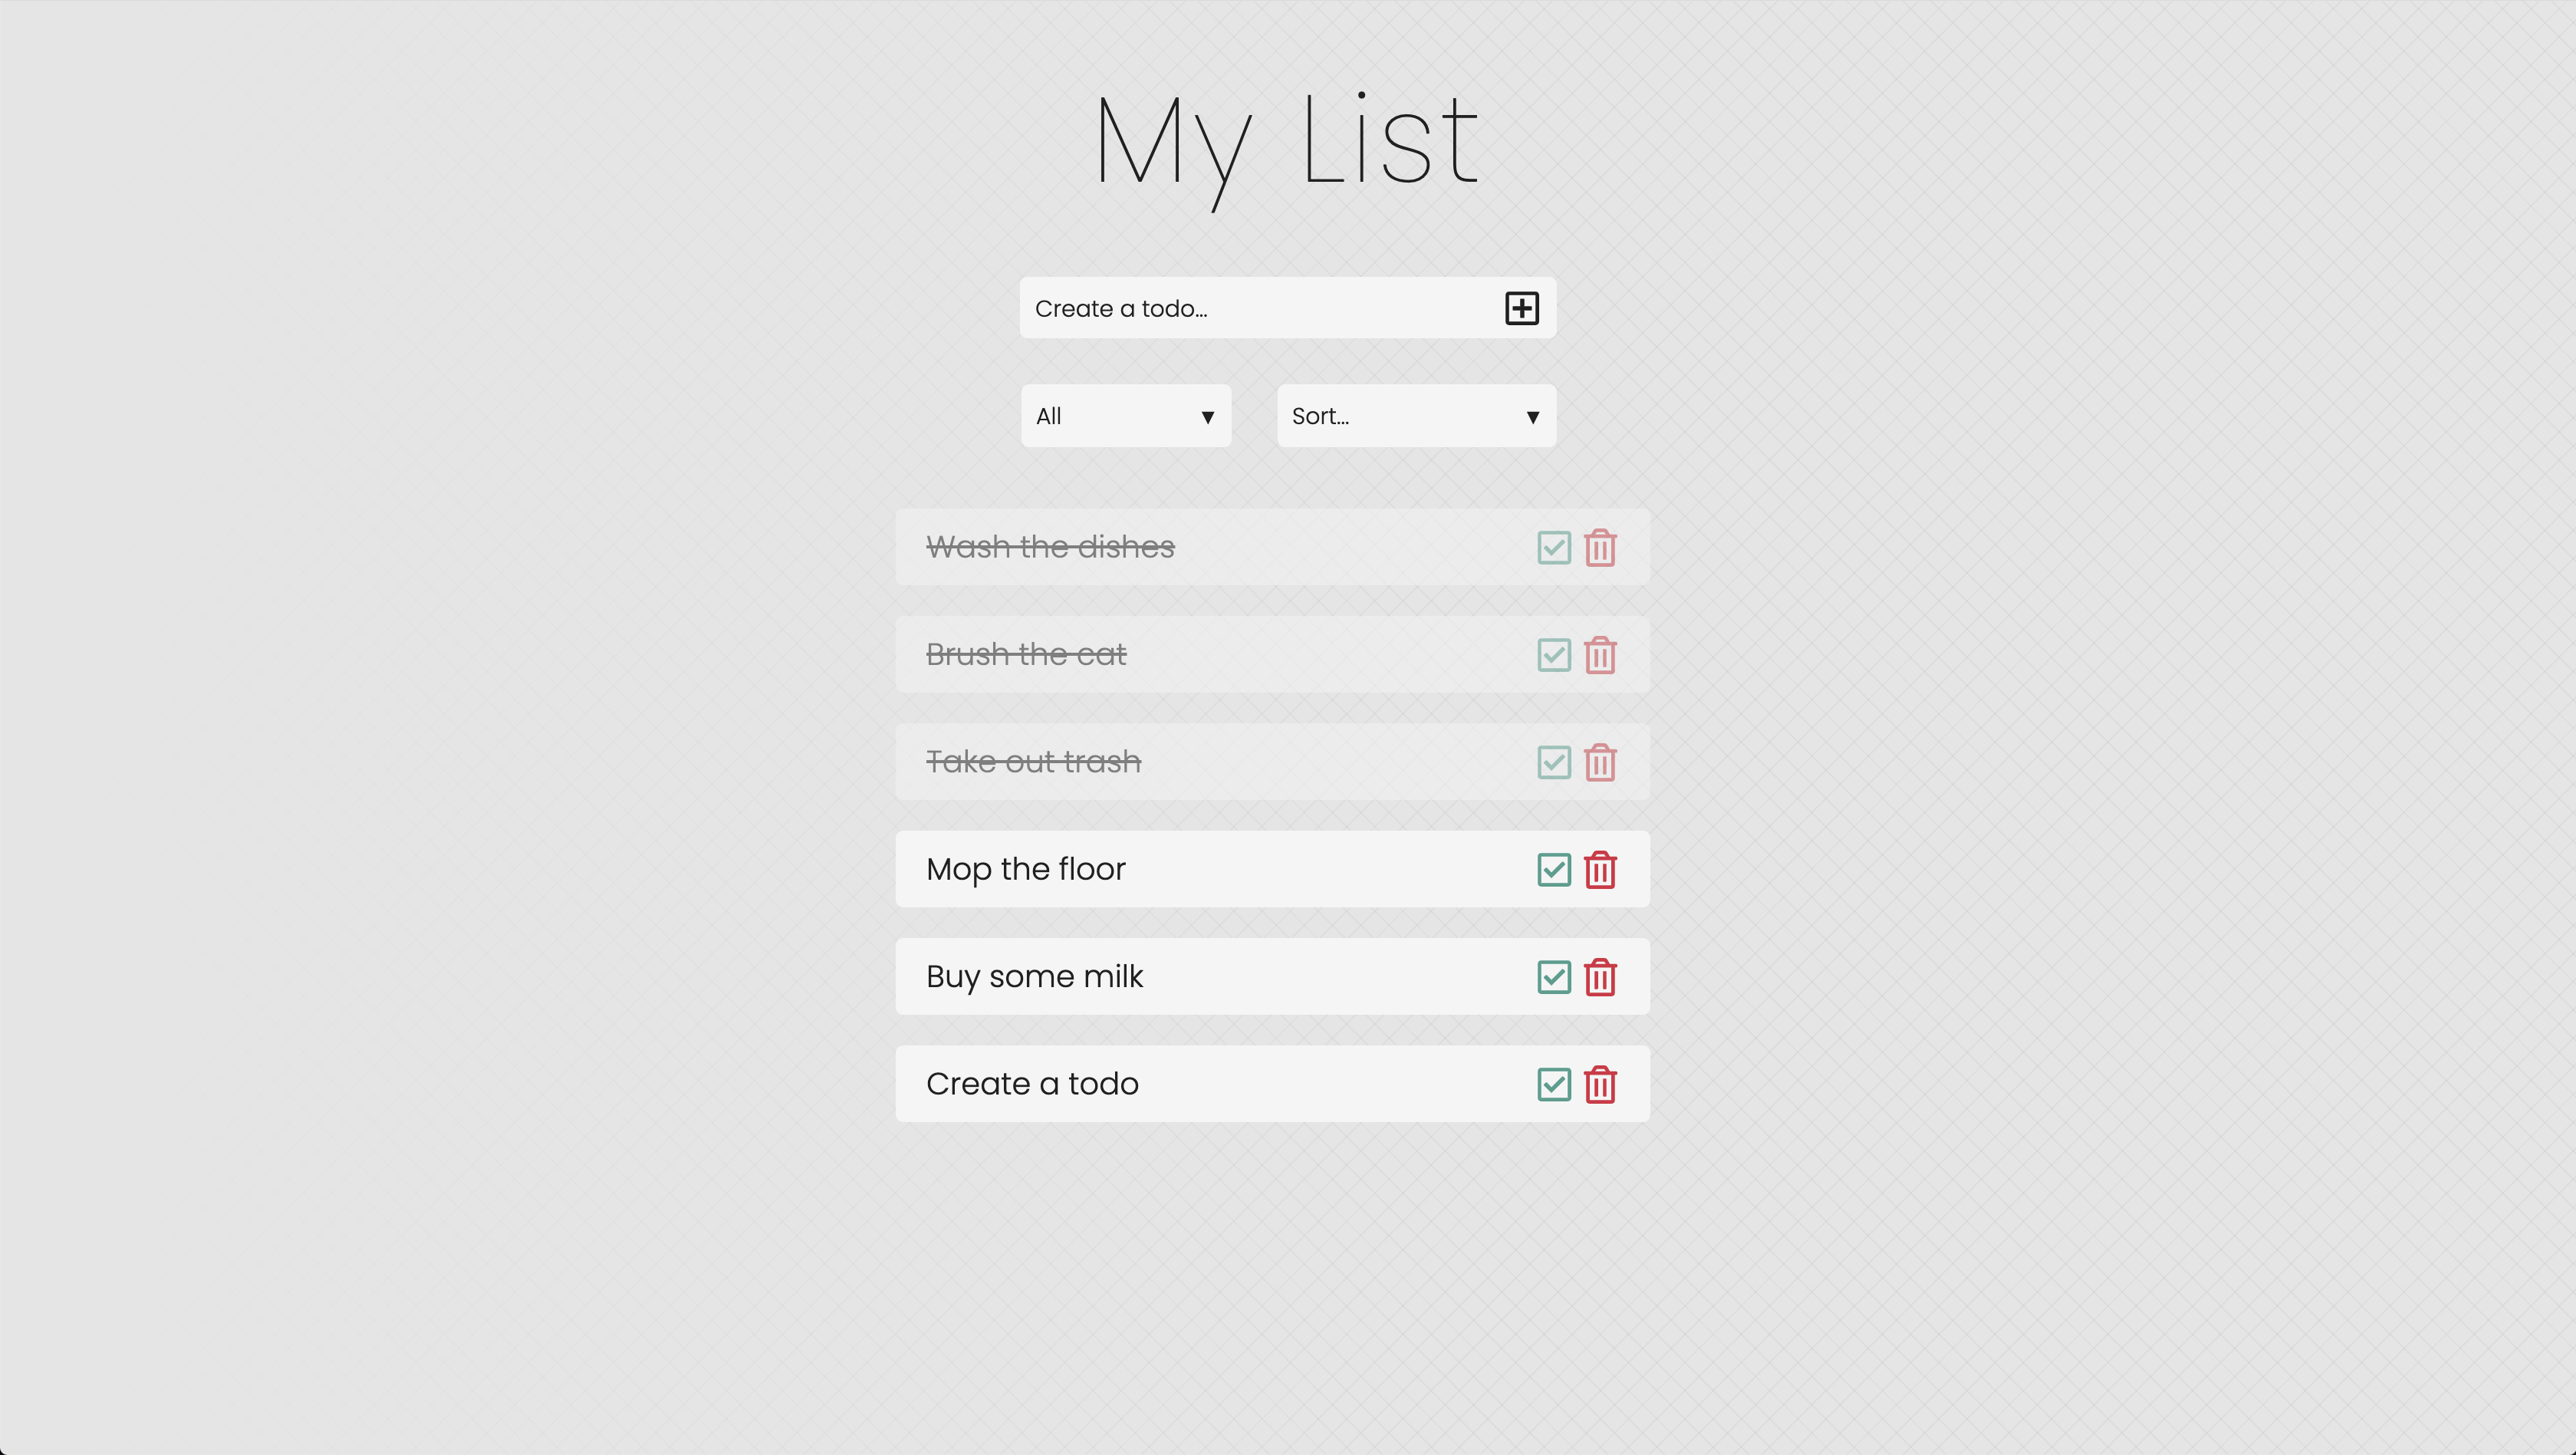 My List
Create a todo...
All
Sort...
Wash the dishes
Brush the cat
Take out trash
Mop the floor
Buy some milk
Create a todo